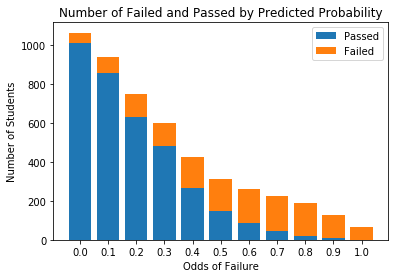 Number of Failed and Passed by Predicted Probability
Passed
Failed
Number of Students
1000
800
600
400
200
0
0.0 0.1 0.2 0.3 0.4 0.5 0.6 0.7 0.8 0.9 1.0
Odds of Failure